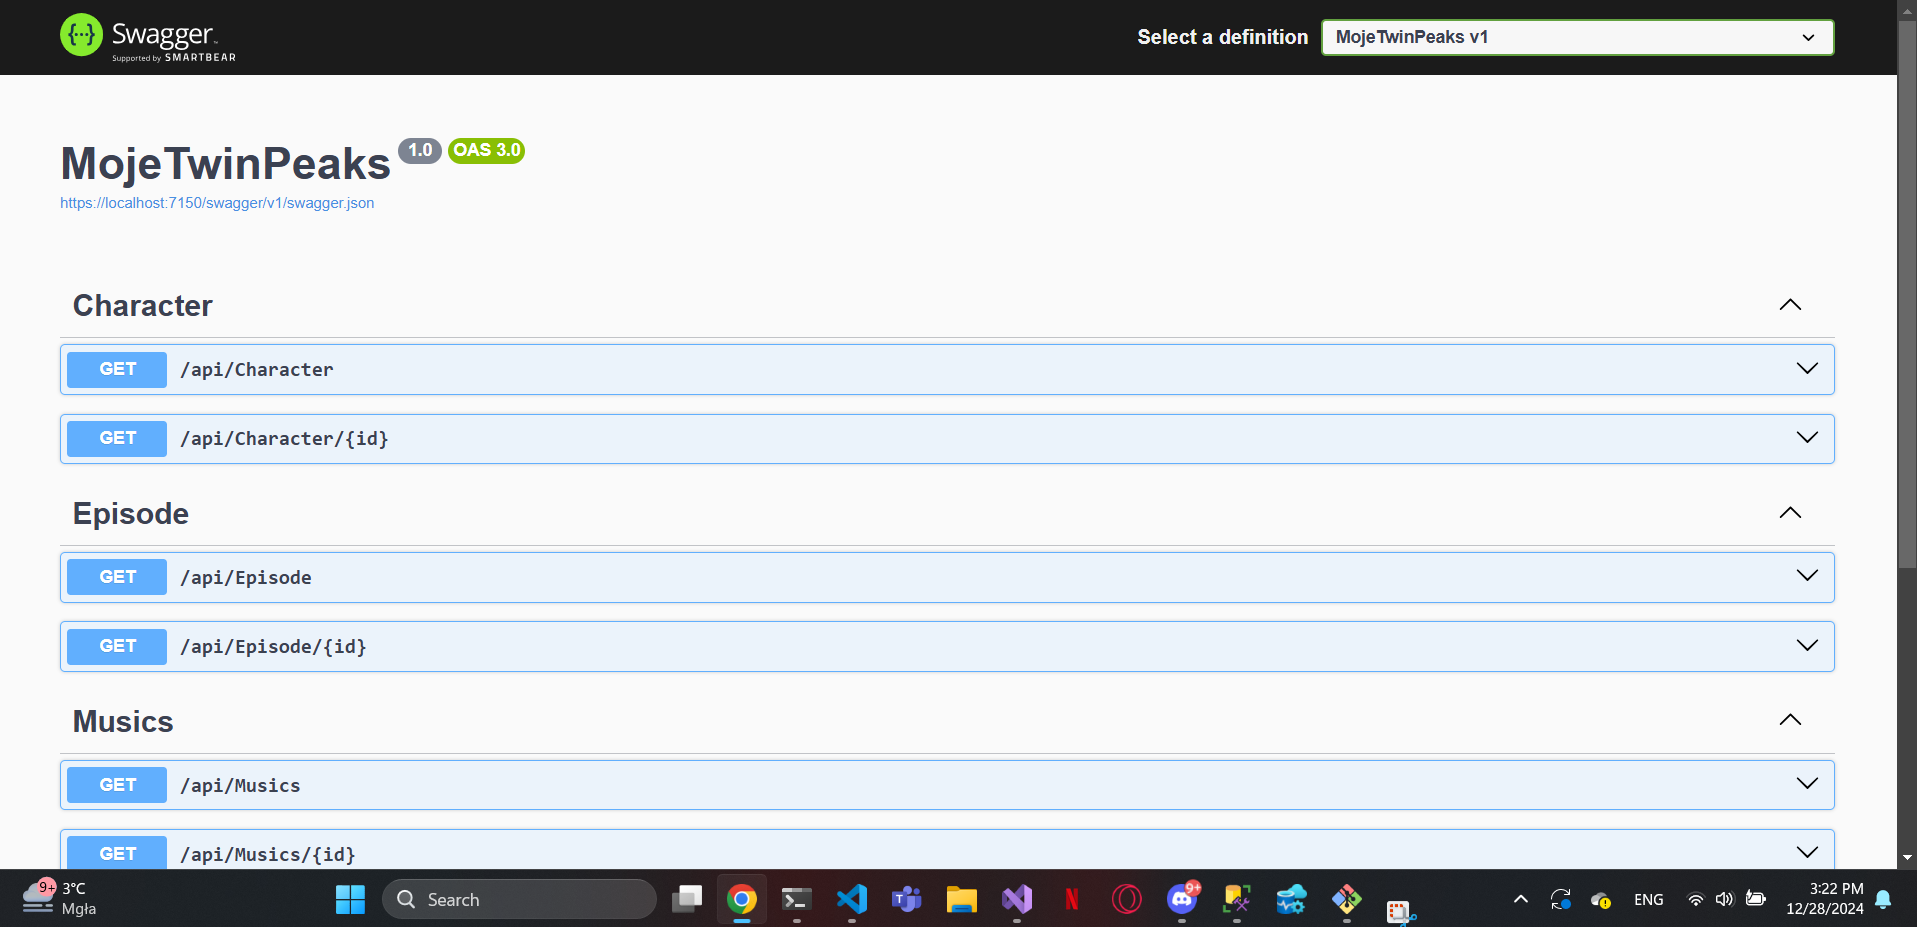 Swagger
Supported by SMARTBEAR
Select a definition
MojeTwinPeaks v1
MojeTwinPeaks 1.0 OAS 3.0
https://localhost:7150/swagger/v1/swagger.json
Character
GET /api/Character
GET /api/Character/{id}
Episode
GET /api/Episode
GET /api/Episode/{id}
Musics
GET /api/Musics
GET /api/Musics/{id}
9+
3°C
Mgła
Search
9+
ENG
3:22 PM
12/28/2024